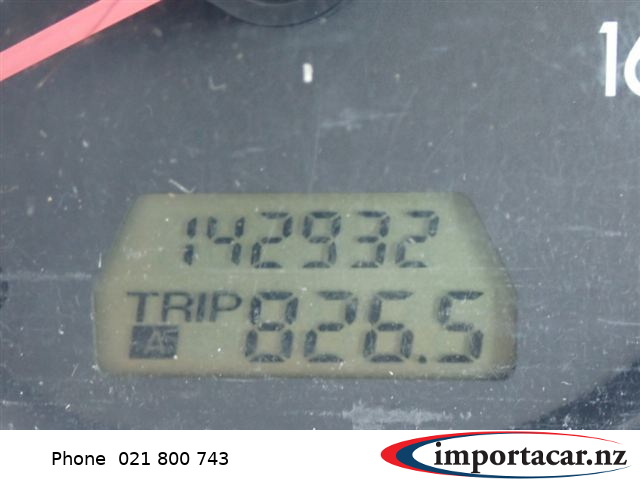 142932
TRIP A 826.5
Phone 021 800 743
importacar.nz